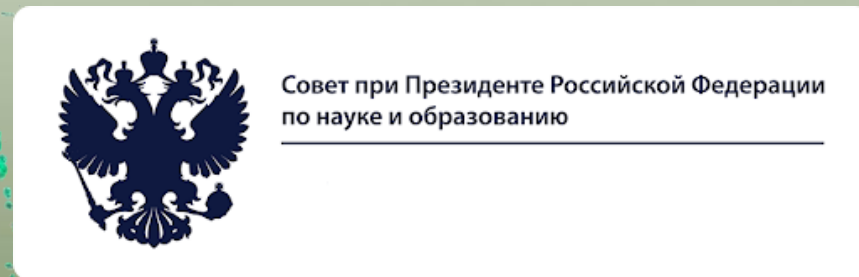 Совет при Президенте Российской Федерации
по науке и образованию